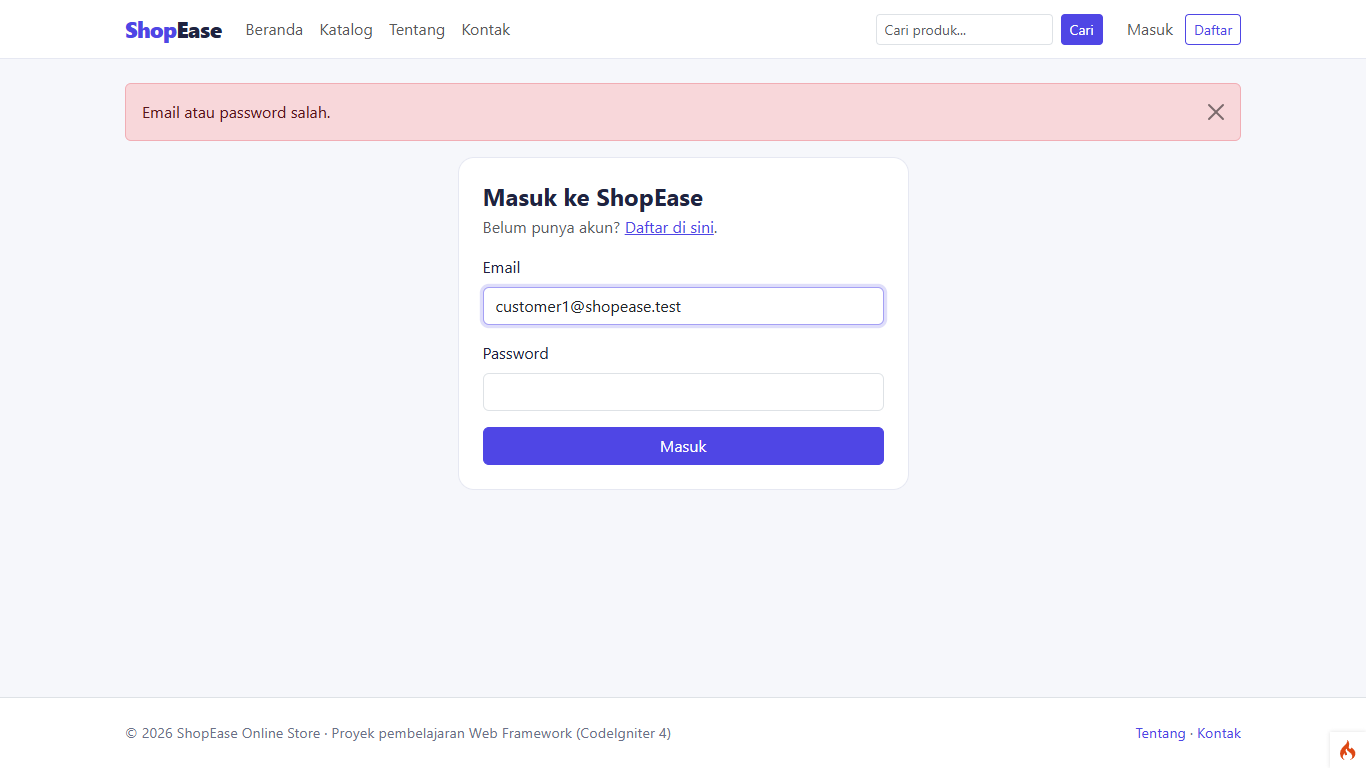 ShopEase Beranda Katalog Tentang Kontak Cari produk... Cari Masuk Daftar
Email atau password salah.
Masuk ke ShopEase
Belum punya akun? Daftar di sini.
Email
customer1@shopease.test
Password
Masuk
© 2026 ShopEase Online Store · Proyek pembelajaran Web Framework (CodeIgniter 4) Tentang · Kontak